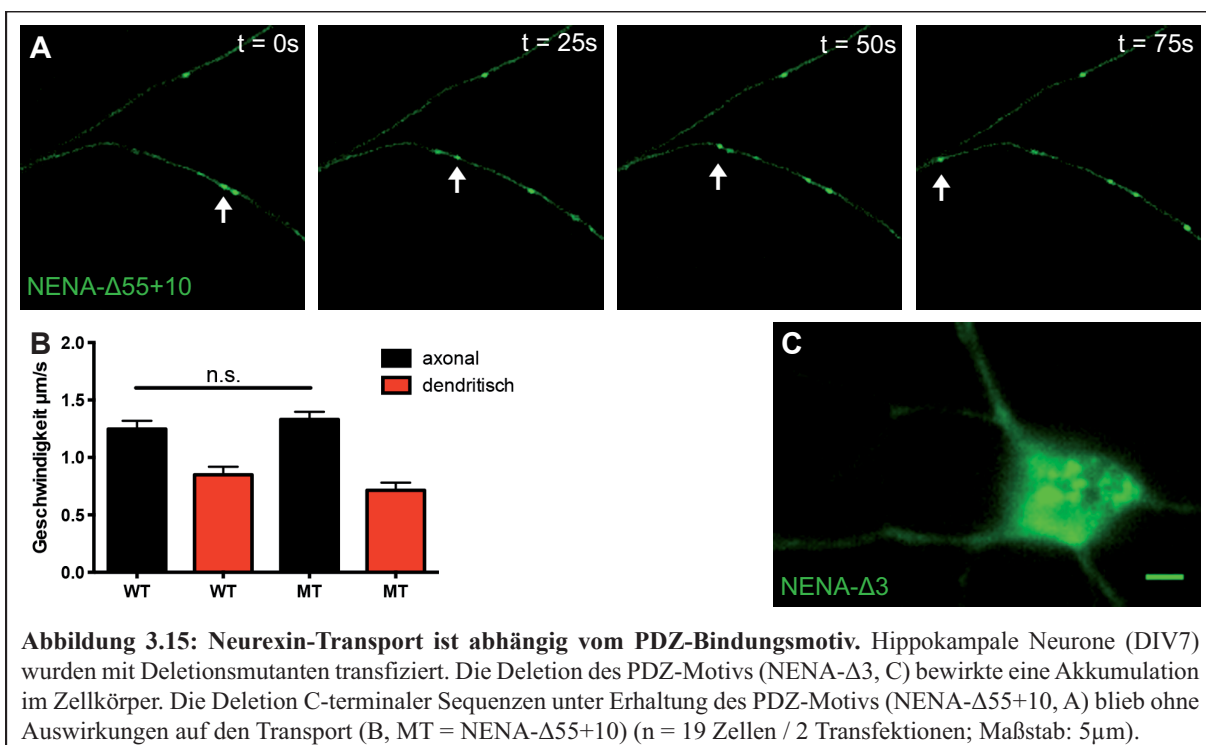 A
t = 0s
t = 25s
t = 50s
t = 75s
NENA-Δ55+10
B
Geschwindigkeit µm/s
2.0
1.5
1.0
0.5
0.0
n.s.
axonal
dendritisch
WT
WT
MT
MT
C
NENA-Δ3
Abbildung 3.15: Neurexin-Transport ist abhängig vom PDZ-Bindungsmotiv. Hippokampale Neurone (DIV7)
wurden mit Deletionsmutanten transfiziert. Die Deletion des PDZ-Motivs (NENA-Δ3, C) bewirkte eine Akkumulation
im Zellkörper. Die Deletion C-terminaler Sequenzen unter Erhaltung des PDZ-Motivs (NENA-Δ55+10, A) blieb ohne
Auswirkungen auf den Transport (B, MT = NENA-Δ55+10) (n = 19 Zellen / 2 Transfektionen; Maßstab: 5µm).